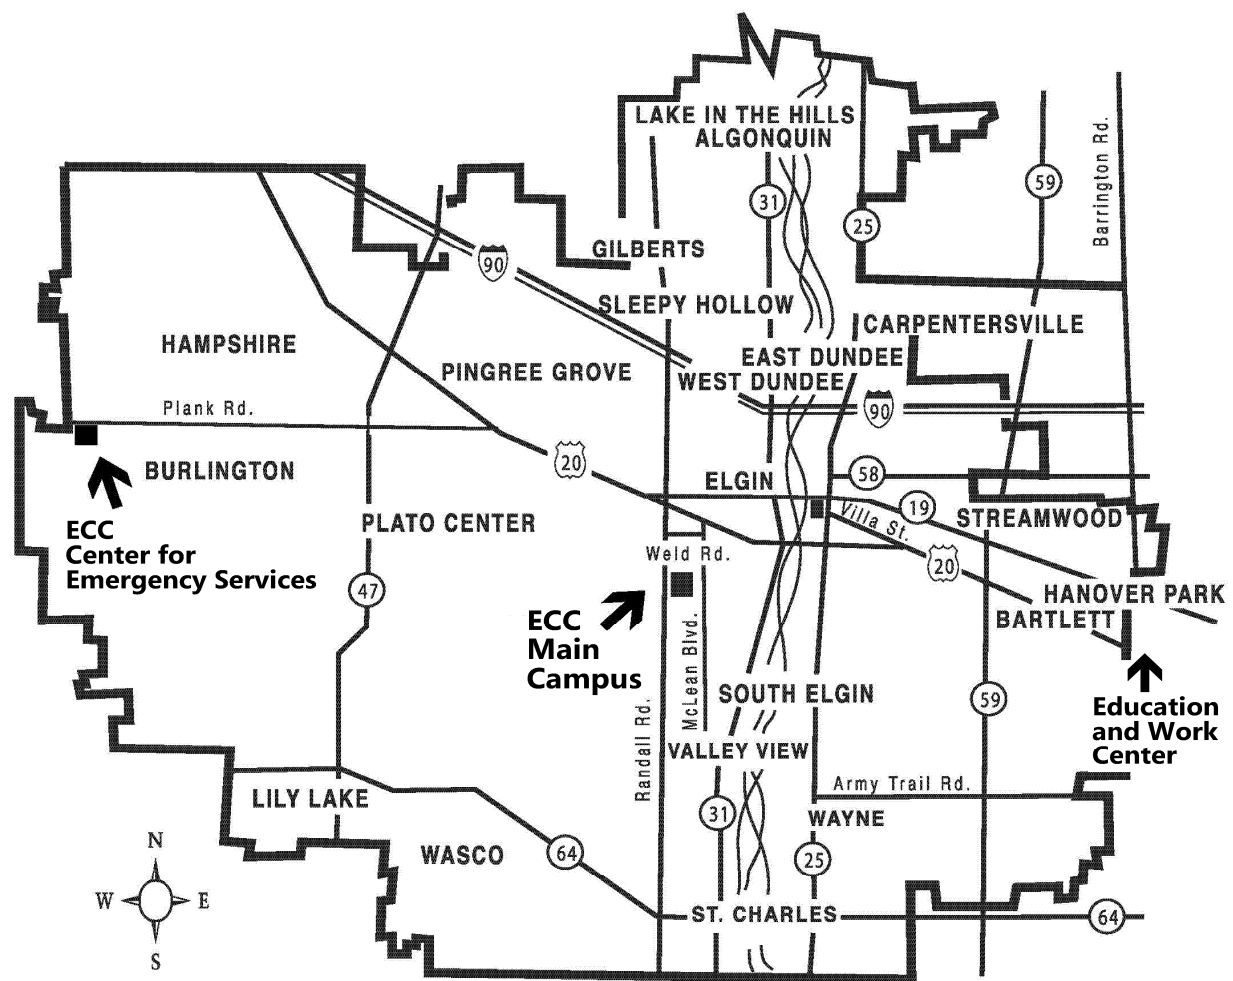 LAKE IN THE HILLS
ALGONQUIN
Barrington Rd.
59
31
25
GILBERTS
90
SLEEPY HOLLOW
CARPENTERSVILLE
HAMPSHIRE
EAST DUNDEE
PINGREE GROVE
WEST DUNDEE
Plank Rd.
90
BURLINGTON
20
ELGIN
58
19
ECC
Center for
Emergency Services
PLATO CENTER
Villa St.
STREAMWOOD
Weld Rd.
20
47
HANOVER PARK
BARTLETT
ECC
Main
Campus
McLean Blvd.
Randall Rd.
SOUTH ELGIN
59
Education
and Work
Center
VALLEY VIEW
Army Trail Rd.
LILY LAKE
31
WAYNE
64
WASCO
25
ST. CHARLES
64
N
W E
S